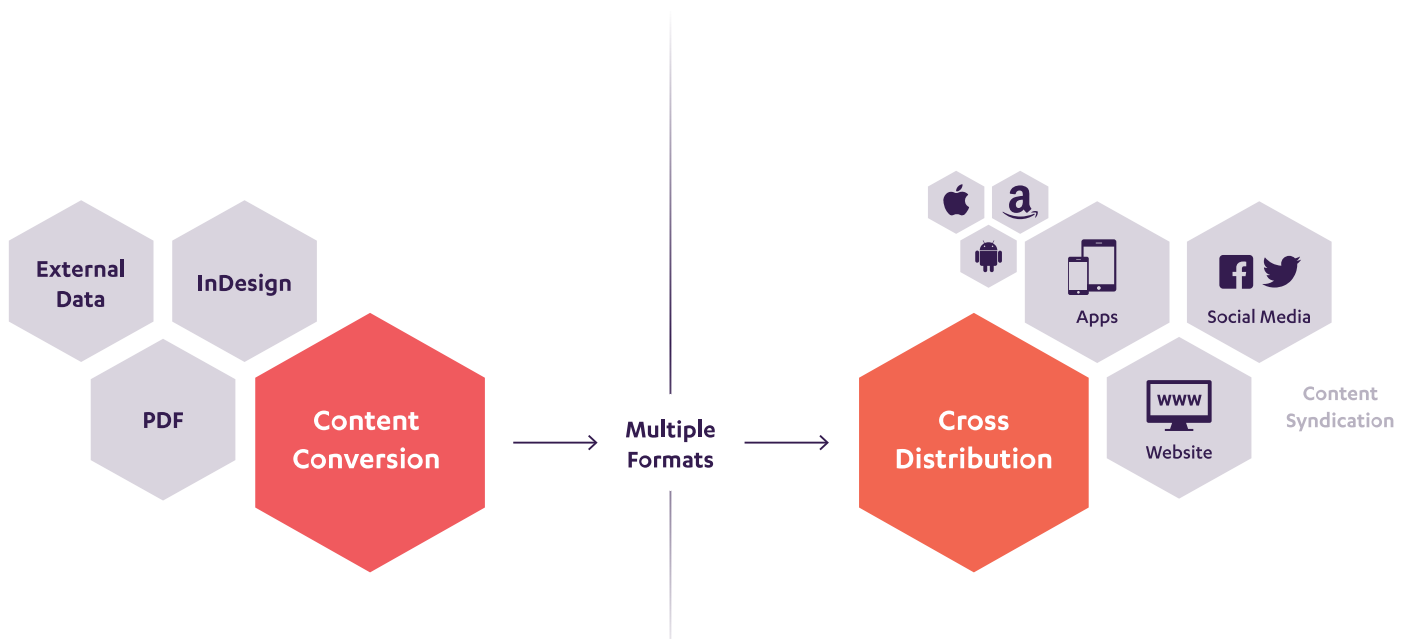 External
Data
InDesign
PDF
Content
Conversion
Multiple
Formats
Cross
Distribution
a
Apps
Social Media
www
Website
Content
Syndication